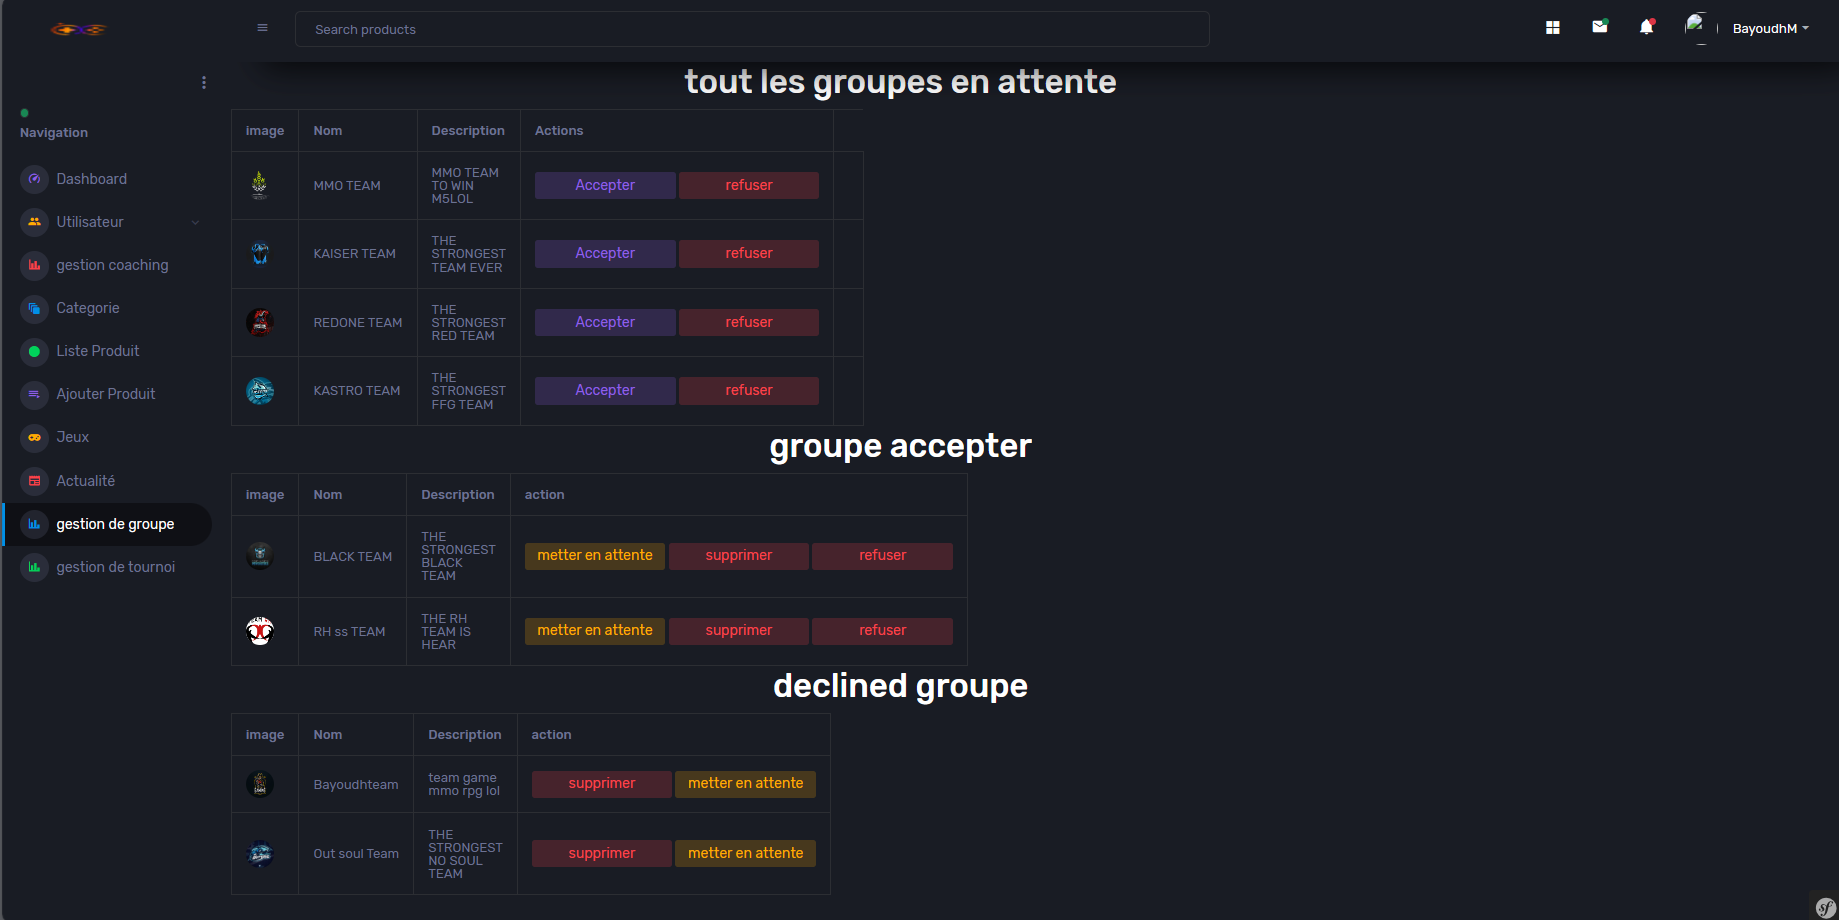 Search products
BayoudhM
Navigation
Dashboard
Utilisateur
gestion coaching
Categorie
Liste Produit
Ajouter Produit
Jeux
Actualité
gestion de groupe
gestion de tournoi
tout les groupes en attente
image Nom Description Actions
MMO TEAM
MMO TEAM
TO WIN
M5LOL
Accepter refuser
KAISER TEAM
THE
STRONGEST
TEAM EVER
Accepter refuser
REDONE TEAM
THE
STRONGEST
RED TEAM
Accepter refuser
KASTRO TEAM
THE
STRONGEST
FFG TEAM
Accepter refuser
groupe accepter
image Nom Description action
BLACK TEAM
THE
STRONGEST
BLACK
TEAM
metter en attente supprimer refuser
RH ss TEAM
THE RH
TEAM IS
HEAR
metter en attente supprimer refuser
declined groupe
image Nom Description action
Bayoudhteam
team game
mmo rpg lol
supprimer metter en attente
Out soul Team
THE
STRONGEST
NO SOUL
TEAM
supprimer metter en attente
sf